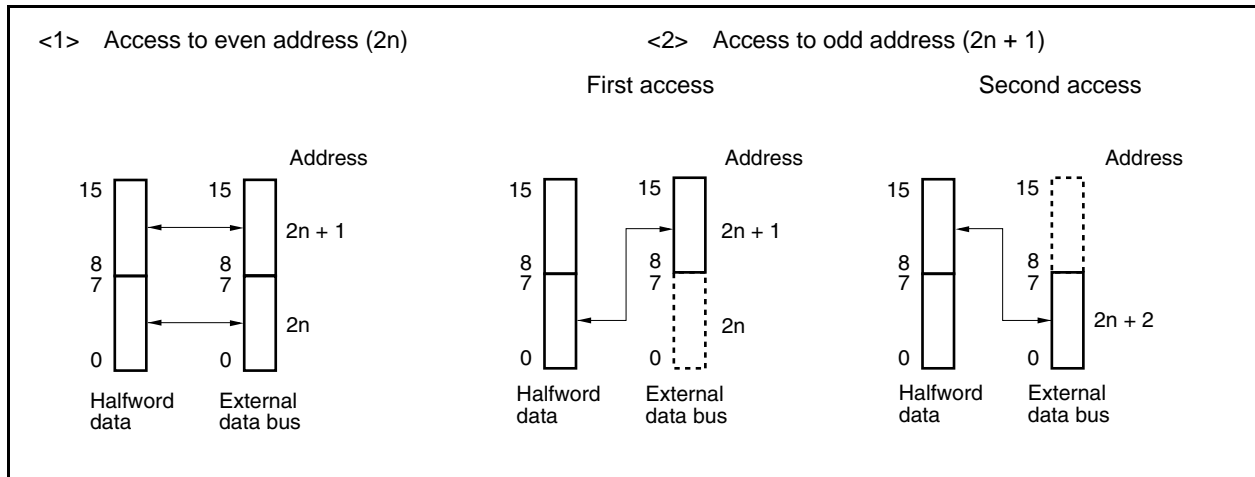 <1> Access to even address (2n)
<2> Access to odd address (2n + 1)
First access
Second access
Address
15
15
2n + 1
8
7
8
7
2n
0
0
Halfword
data
External
data bus
Address
15
15
2n + 1
8
7
8
7
2n
0
0
Halfword
data
External
data bus
Address
15
15
8
7
8
7
2n + 2
0
0
Halfword
data
External
data bus